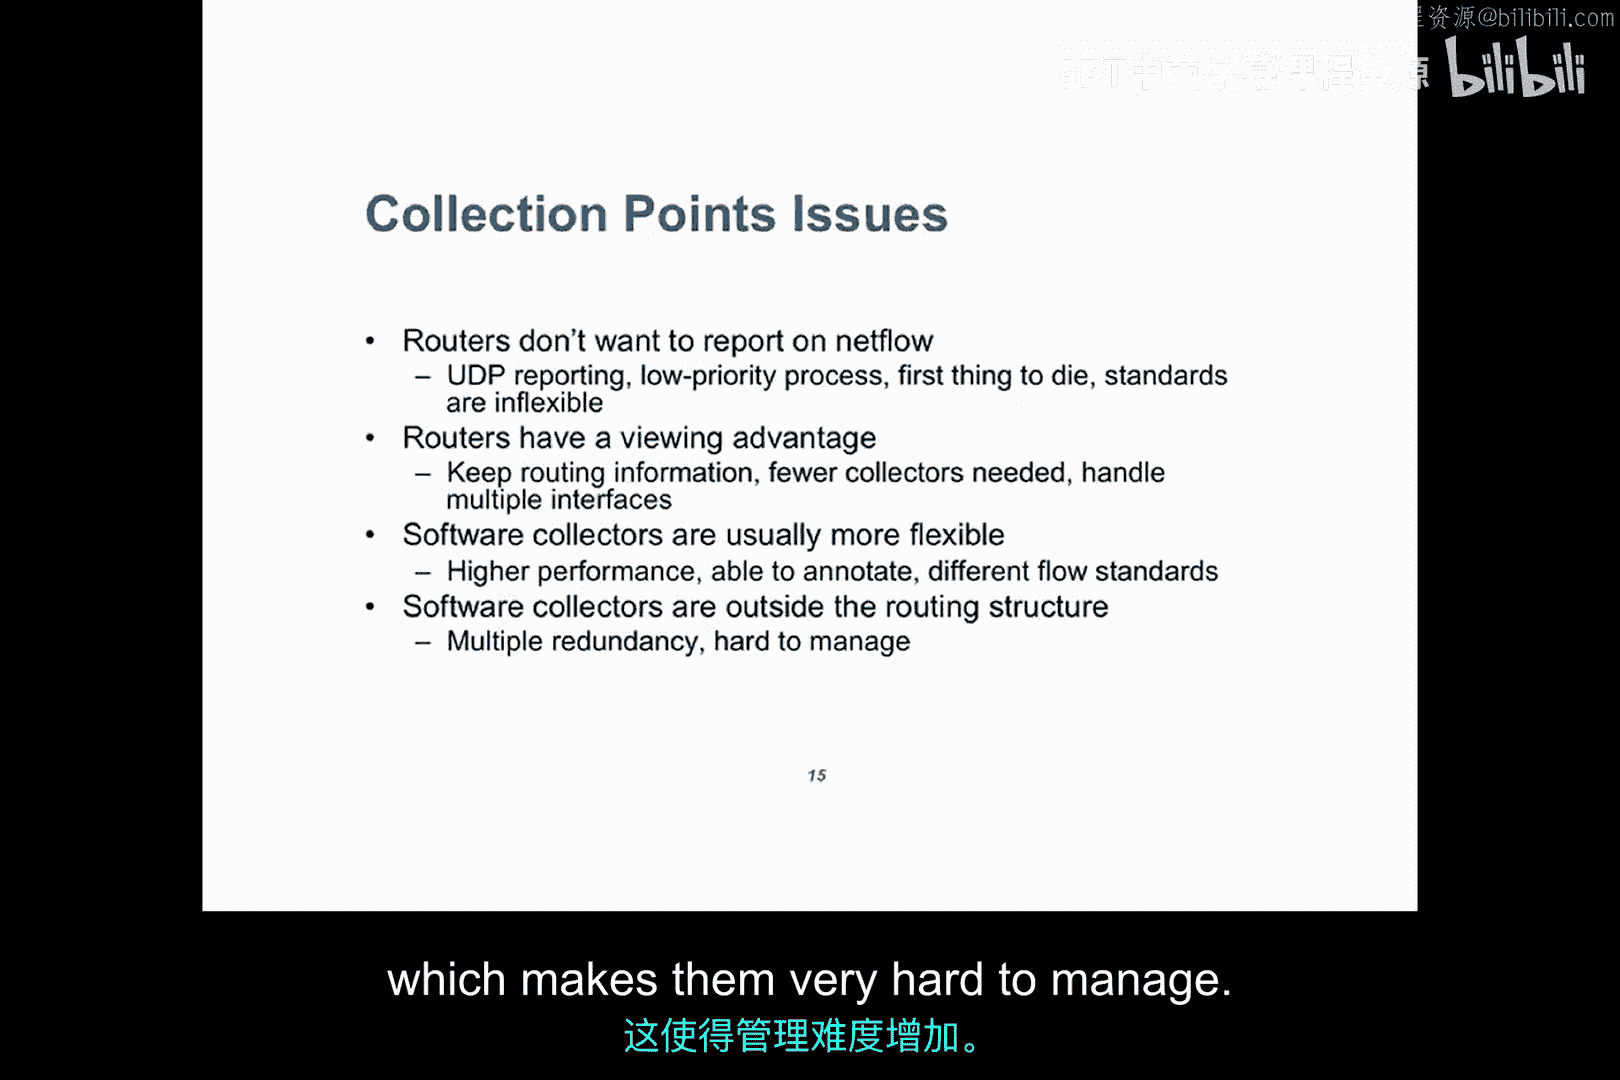 资源@bilibili.com
bilibili
Collection Points Issues
• Routers don't want to report on netflow
– UDP reporting, low-priority process, first thing to die, standards
are inflexible
• Routers have a viewing advantage
– Keep routing information, fewer collectors needed, handle
multiple interfaces
• Software collectors are usually more flexible
– Higher performance, able to annotate, different flow standards
• Software collectors are outside the routing structure
– Multiple redundancy, hard to manage
15
which makes them very hard to manage.
这使得管理难度增加。